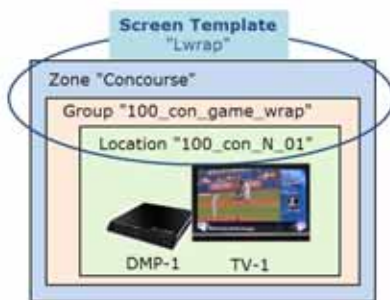 Screen Template
"Lwrap"
Zone "Concourse"
Group "100_con_game_wrap"
Location "100_con_N_01"
DMP-1 TV-1